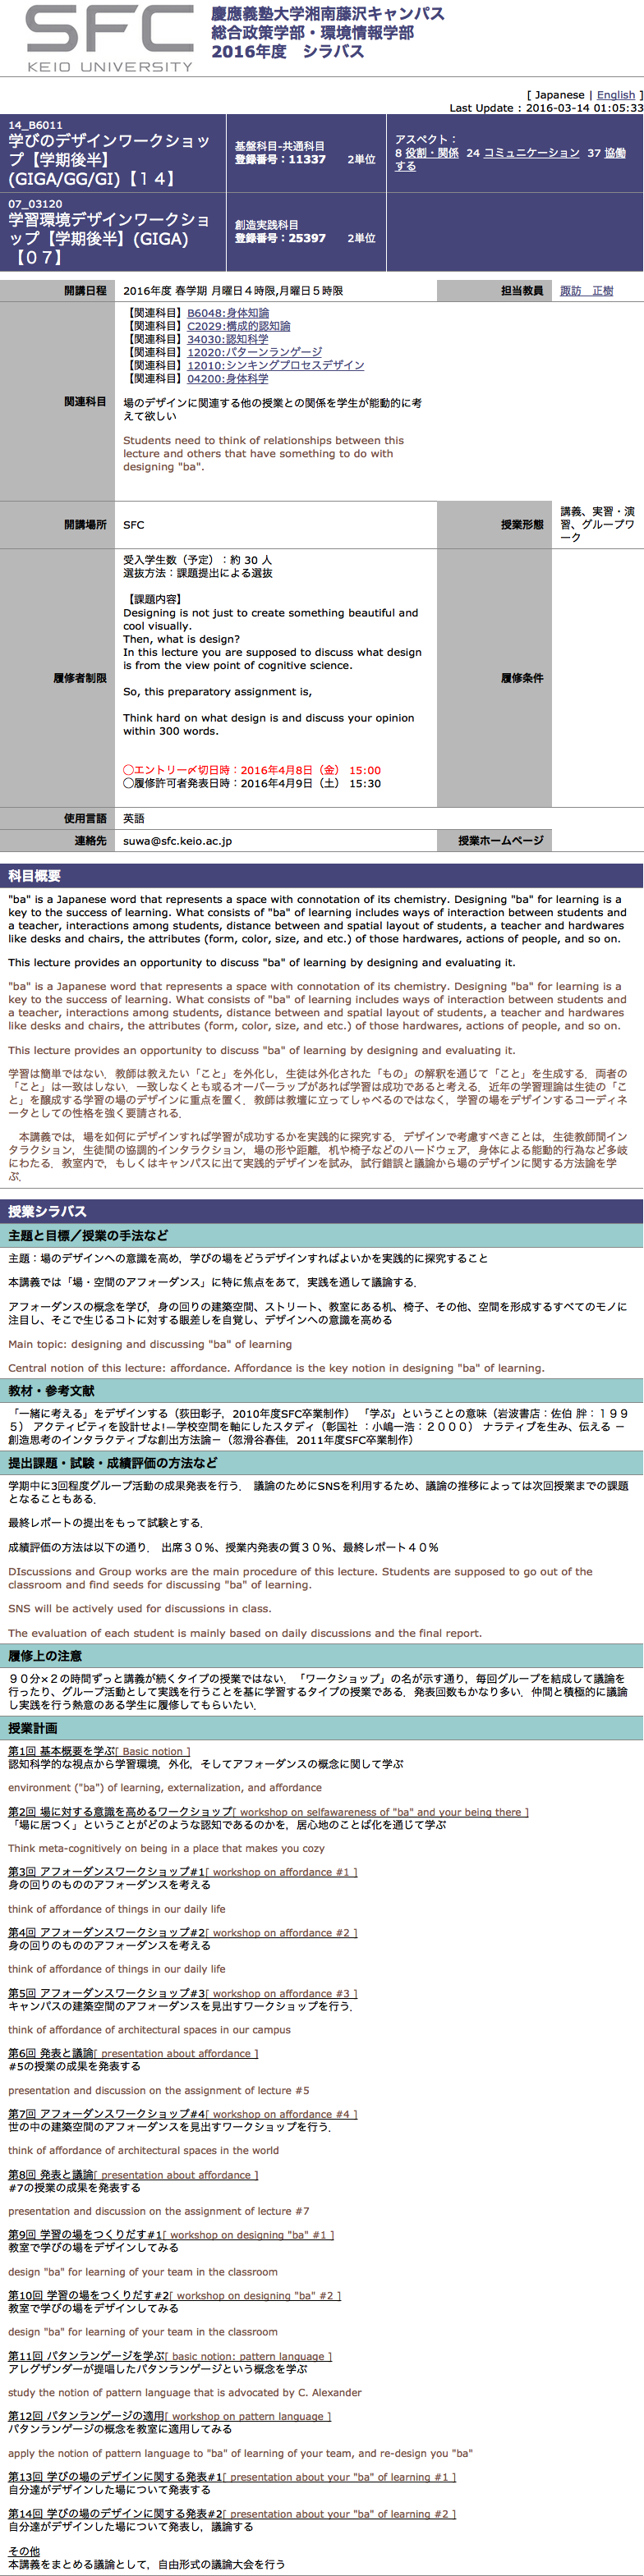 SFC
KEIO UNIVERSITY
慶應義塾大学湘南藤沢キャンパス
総合政策学部・環境情報学部
2016年度　シラバス
[ Japanese | English ]
Last Update : 2016-03-14 01:05:33
14_B6011
学びのデザインワークショッ
プ【学期後半】
(GIGA/GG/GI)【１４】
基盤科目-共通科目
登録番号：11337　2単位
アスペクト：
8 役割・関係　24 コミュニケーション　37 協働
する
07_03120
学習環境デザインワークショ
ップ【学期後半】(GIGA)
【０７】
創造実践科目
登録番号：25397　2単位
開講日程
2016年度 春学期 月曜日４時限,月曜日５時限
担当教員
諏訪　正樹
関連科目
【関連科目】B6048:身体知論
【関連科目】C2029:構成的認知論
【関連科目】34030:認知科学
【関連科目】12020:パターンランゲージ
【関連科目】12010:シンキングプロセスデザイン
【関連科目】04200:身体科学
場のデザインに関連する他の授業との関係を学生が能動的に考
えて欲しい
Students need to think of relationships between this
lecture and others that have something to do with
designing "ba".
開講場所
SFC
授業形態
講義、実習・演
習、グループワ
ーク
履修者制限
受入学生数（予定）：約 30 人
選抜方法：課題提出による選抜
【課題内容】
Designing is not just to create something beautiful and
cool visually.
Then, what is design?
In this lecture you are supposed to discuss what design
is from the view point of cognitive science.
So, this preparatory assignment is,
Think hard on what design is and discuss your opinion
within 300 words.
◯エントリー〆切日時：2016年4月8日（金） 15:00
◯履修許可者発表日時：2016年4月9日（土） 15:30
履修条件
使用言語
英語
連絡先
suwa@sfc.keio.ac.jp
授業ホームページ
科目概要
"ba" is a Japanese word that represents a space with connotation of its chemistry. Designing "ba" for learning is a
key to the success of learning. What consists of "ba" of learning includes ways of interaction between students and
a teacher, interactions among students, distance between and spatial layout of students, a teacher and hardwares
like desks and chairs, the attributes (form, color, size, and etc.) of those hardwares, actions of people, and so on.
This lecture provides an opportunity to discuss "ba" of learning by designing and evaluating it.
"ba" is a Japanese word that represents a space with connotation of its chemistry. Designing "ba" for learning is a
key to the success of learning. What consists of "ba" of learning includes ways of interaction between students and
a teacher, interactions among students, distance between and spatial layout of students, a teacher and hardwares
like desks and chairs, the attributes (form, color, size, and etc.) of those hardwares, actions of people, and so on.
This lecture provides an opportunity to discuss "ba" of learning by designing and evaluating it.
学習は簡単ではない．教師は教えたい「こと」を外化し，生徒は外化された「もの」の解釈を通じて「こと」を生成する．両者の
「こと」は一致はしない．一致しなくとも或るオーバーラップがあれば学習は成功であると考える．近年の学習理論は生徒の「こ
と」を醸成する学習の場のデザインに重点を置く．教師は教壇に立ってしゃべるのではなく，学習の場をデザインするコーディネ
ータとしての性格を強く要請される．
　本講義では，場を如何にデザインすれば学習が成功するかを実践的に探究する．デザインで考慮すべきことは，生徒教師間イン
タラクション，生徒間の協調的インタラクション，場の形や距離，机や椅子などのハードウェア，身体による能動的行為など多岐
にわたる．教室内で，もしくはキャンパスに出て実践的デザインを試み，試行錯誤と議論から場のデザインに関する方法論を学
ぶ．
授業シラバス
主題と目標／授業の手法など
主題：場のデザインへの意識を高め，学びの場をどうデザインすればよいかを実践的に探究すること
本講義では「場・空間のアフォーダンス」に特に焦点をあて，実践を通して議論する．
アフォーダンスの概念を学び，身の回りの建築空間、ストリート、教室にある机、椅子、その他、空間を形成するすべてのモノに
注目し、そこで生じるコトに対する眼差しを自覚し、デザインへの意識を高める
Main topic: designing and discussing "ba" of learning
Central notion of this lecture: affordance. Affordance is the key notion in designing "ba" of learning.
教材・参考文献
「一緒に考える」をデザインする（荻田彰子，2010年度SFC卒業制作） 「学ぶ」ということの意味（岩波書店：佐伯 胖：１９９
５） アクティビティを設計せよ!－学校空間を軸にしたスタディ（彰国社 ：小嶋一浩：２０００） ナラティブを生み、伝える －
創造思考のインタラクティブな創出方法論－（忽滑谷春佳，2011年度SFC卒業制作）
提出課題・試験・成績評価の方法など
学期中に3回程度グループ活動の成果発表を行う． 議論のためにSNSを利用するため、議論の推移によっては次回授業までの課題
となることもある．
最終レポートの提出をもって試験とする．
成績評価の方法は以下の通り． 出席３０％、授業内発表の質３０％、最終レポート４０％
DIscussions and Group works are the main procedure of this lecture. Students are supposed to go out of the
classroom and find seeds for discussing "ba" of learning.
SNS will be actively used for discussions in class.
The evaluation of each student is mainly based on daily discussions and the final report.
履修上の注意
９０分×２の時間ずっと講義が続くタイプの授業ではない．「ワークショップ」の名が示す通り，毎回グループを結成して議論を
行ったり、グループ活動として実践を行うことを基に学習するタイプの授業である．発表回数もかなり多い．仲間と積極的に議論
し実践を行う熱意のある学生に履修してもらいたい．
授業計画
第1回 基本概要を学ぶ[ Basic notion ]
認知科学的な視点から学習環境，外化，そしてアフォーダンスの概念に関して学ぶ
environment ("ba") of learning, externalization, and affordance
第2回 場に対する意識を高めるワークショップ[ workshop on selfawareness of "ba" and your being there ]
「場に居つく」ということがどのような認知であるのかを，居心地のことば化を通じて学ぶ
Think meta-cognitively on being in a place that makes you cozy
第3回 アフォーダンスワークショップ#1[ workshop on affordance #1 ]
身の回りのもののアフォーダンスを考える
think of affordance of things in our daily life
第4回 アフォーダンスワークショップ#2[ workshop on affordance #2 ]
身の回りのもののアフォーダンスを考える
think of affordance of things in our daily life
第5回 アフォーダンスワークショップ#3[ workshop on affordance #3 ]
キャンパスの建築空間のアフォーダンスを見出すワークショップを行う．
think of affordance of architectural spaces in our campus
第6回 発表と議論[ presentation about affordance ]
#5の授業の成果を発表する
presentation and discussion on the assignment of lecture #5
第7回 アフォーダンスワークショップ#4[ workshop on affordance #4 ]
世の中の建築空間のアフォーダンスを見出すワークショップを行う．
think of affordance of architectural spaces in the world
第8回 発表と議論[ presentation about affordance ]
#7の授業の成果を発表する
presentation and discussion on the assignment of lecture #7
第9回 学習の場をつくりだす#1[ workshop on designing "ba" #1 ]
教室で学びの場をデザインしてみる
design "ba" for learning of your team in the classroom
第10回 学習の場をつくりだす#2[ workshop on designing "ba" #2 ]
教室で学びの場をデザインしてみる
design "ba" for learning of your team in the classroom
第11回 パタンランゲージを学ぶ[ basic notion: pattern language ]
アレグザンダーが提唱したパタンランゲージという概念を学ぶ
study the notion of pattern language that is advocated by C. Alexander
第12回 パタンランゲージの適用[ workshop on pattern language ]
パタンランゲージの概念を教室に適用してみる
apply the notion of pattern language to "ba" of learning of your team, and re-design you "ba"
第13回 学びの場のデザインに関する発表#1[ presentation about your "ba" of learning #1 ]
自分達がデザインした場について発表する
第14回 学びの場のデザインに関する発表#2[ presentation about your "ba" of learning #2 ]
自分達がデザインした場について発表し，議論する
その他
本講義をまとめる議論として，自由形式の議論大会を行う